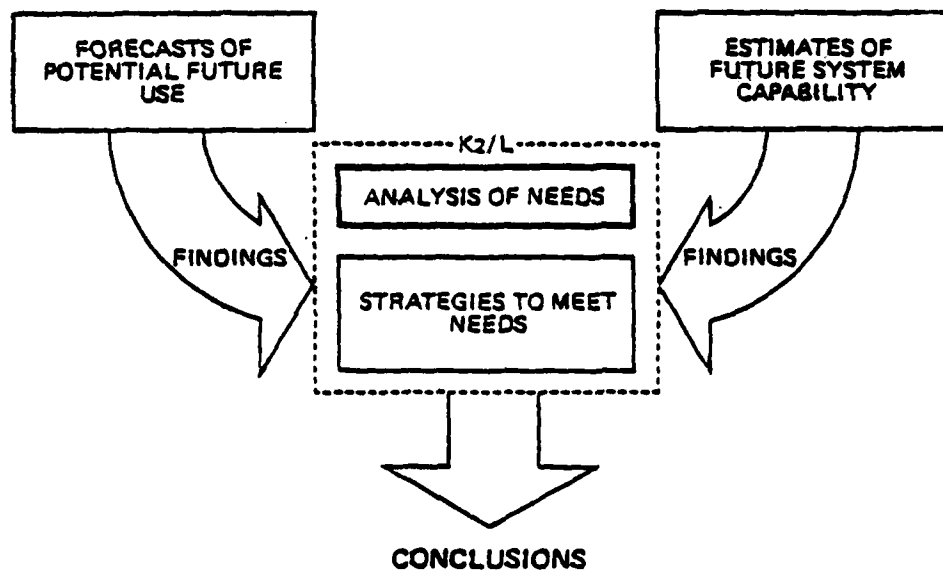 FORECASTS OF
POTENTIAL FUTURE
USE
ESTIMATES OF
FUTURE SYSTEM
CAPABILITY
K2/L
ANALYSIS OF NEEDS
FINDINGS
FINDINGS
STRATEGIES TO MEET
NEEDS
CONCLUSIONS